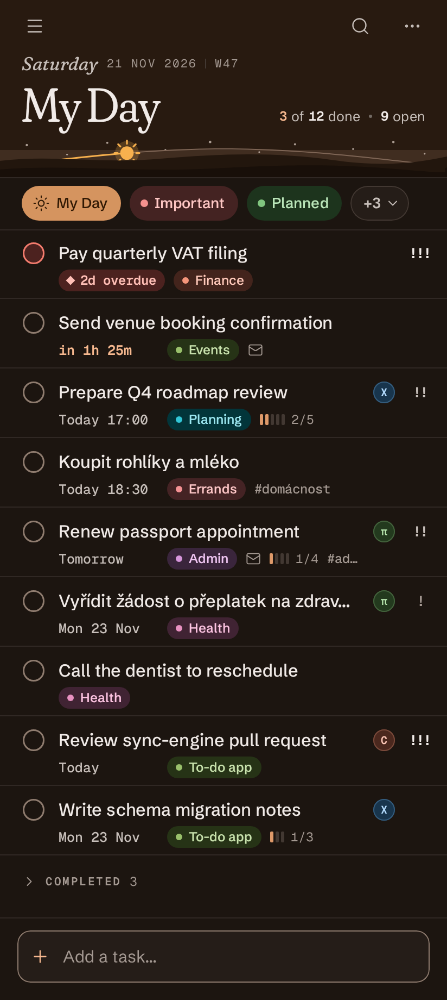 Saturday 21 NOV 2026 | W47
My Day
3 of 12 done • 9 open
My Day
Important
Planned
+3
Pay quarterly VAT filing !!!
2d overdue Finance
Send venue booking confirmation
in 1h 25m Events
Prepare Q4 roadmap review X !!
Today 17:00 Planning 2/5
Koupit rohlíky a mléko
Today 18:30 Errands #domácnost
Renew passport appointment π !!
Tomorrow Admin 1/4 #ad…
Vyřídit žádost o přeplatek na zdrav… π !
Mon 23 Nov Health
Call the dentist to reschedule
Health
Review sync-engine pull request C !!!
Today To-do app
Write schema migration notes X
Mon 23 Nov To-do app 1/3
COMPLETED 3
+ Add a task…